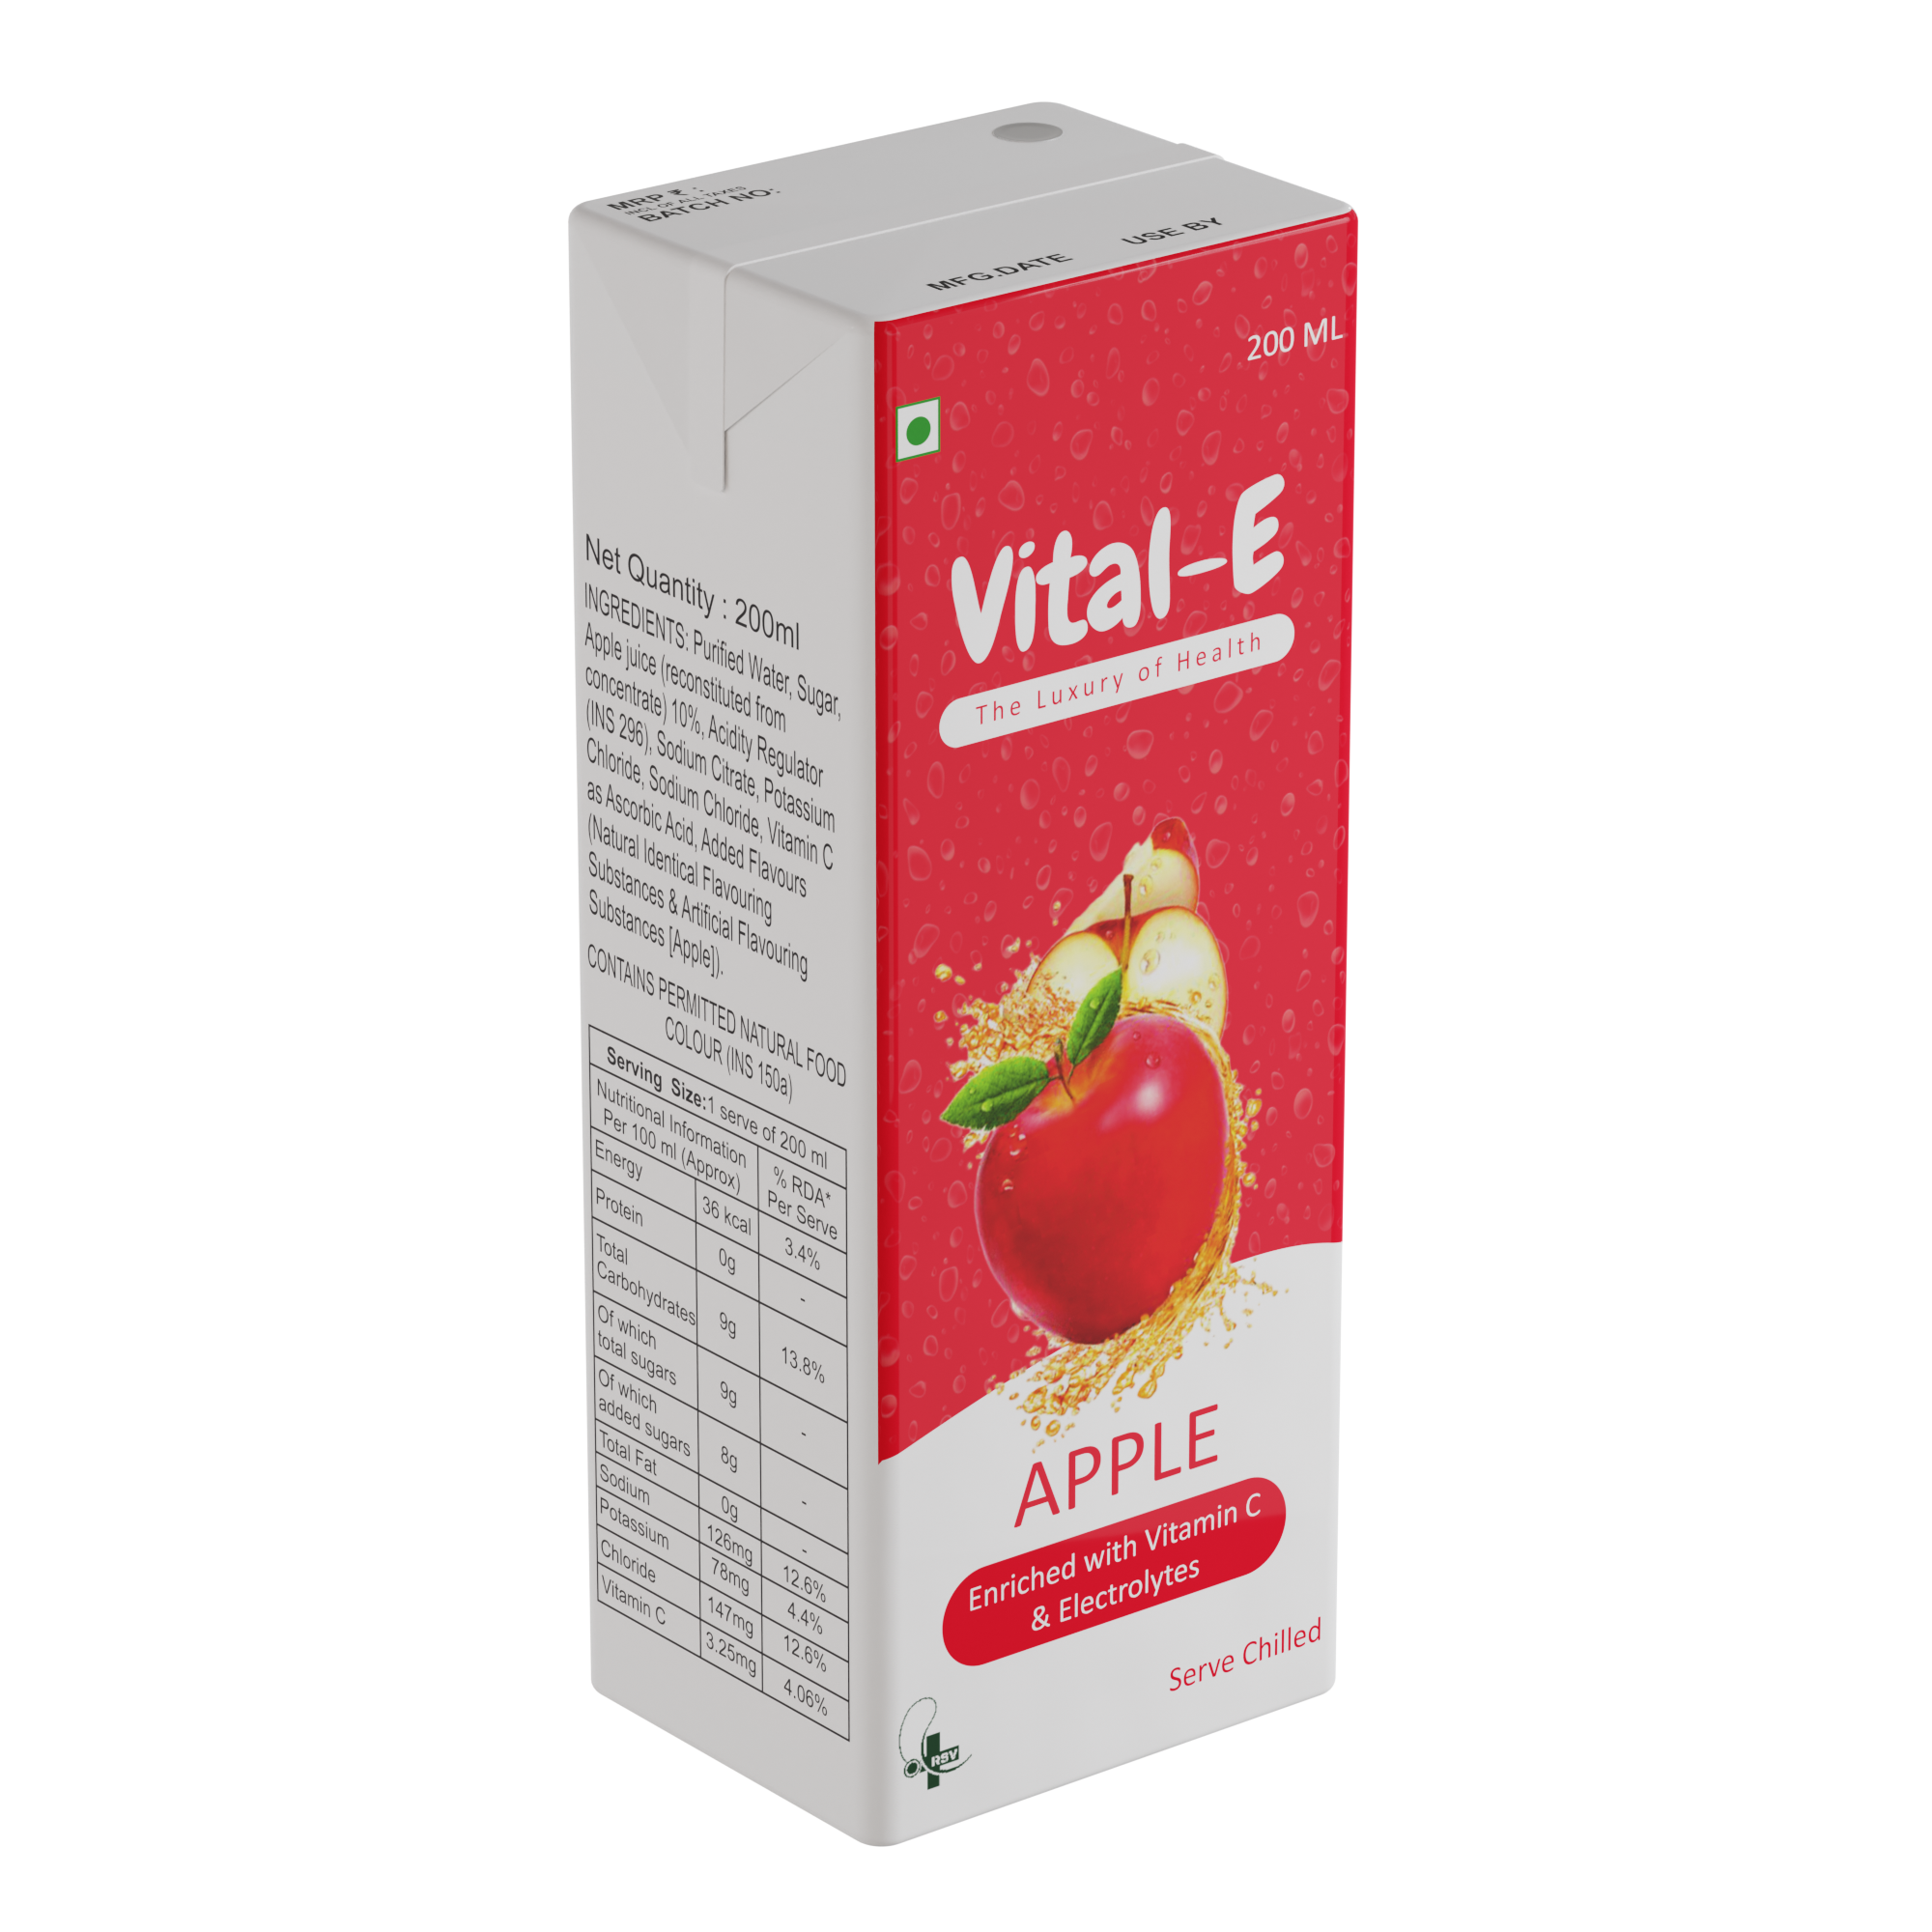 MRP ₹ :
INCL OF ALL TAXES
BATCH NO:
MFG.DATE
USE BY
200 ML
Vital-E
The Luxury of Health
APPLE
Enriched with Vitamin C
& Electrolytes
Serve Chilled
RSV
Net Quantity : 200ml
INGREDIENTS: Purified Water, Sugar,
Apple juice (reconstituted from
concentrate) 10%, Acidity Regulator
(INS 296), Sodium Citrate, Potassium
Chloride, Sodium Chloride, Vitamin C
as Ascorbic Acid, Added Flavours
(Natural Identical Flavouring
Substances & Artificial Flavouring
Substances [Apple]).
CONTAINS PERMITTED NATURAL FOOD
COLOUR (INS 150a)
Serving Size:1 serve of 200 ml
Nutritional Information
Per 100 ml (Approx)
% RDA*
Per Serve
Energy 36 kcal 3.4%
Protein 0g -
Total
Carbohydrates 9g 13.8%
Of which
total sugars 9g -
Of which
added sugars 8g -
Total Fat 0g -
Sodium 126mg 12.6%
Potassium 78mg 4.4%
Chloride 147mg 12.6%
Vitamin C 3.25mg 4.06%